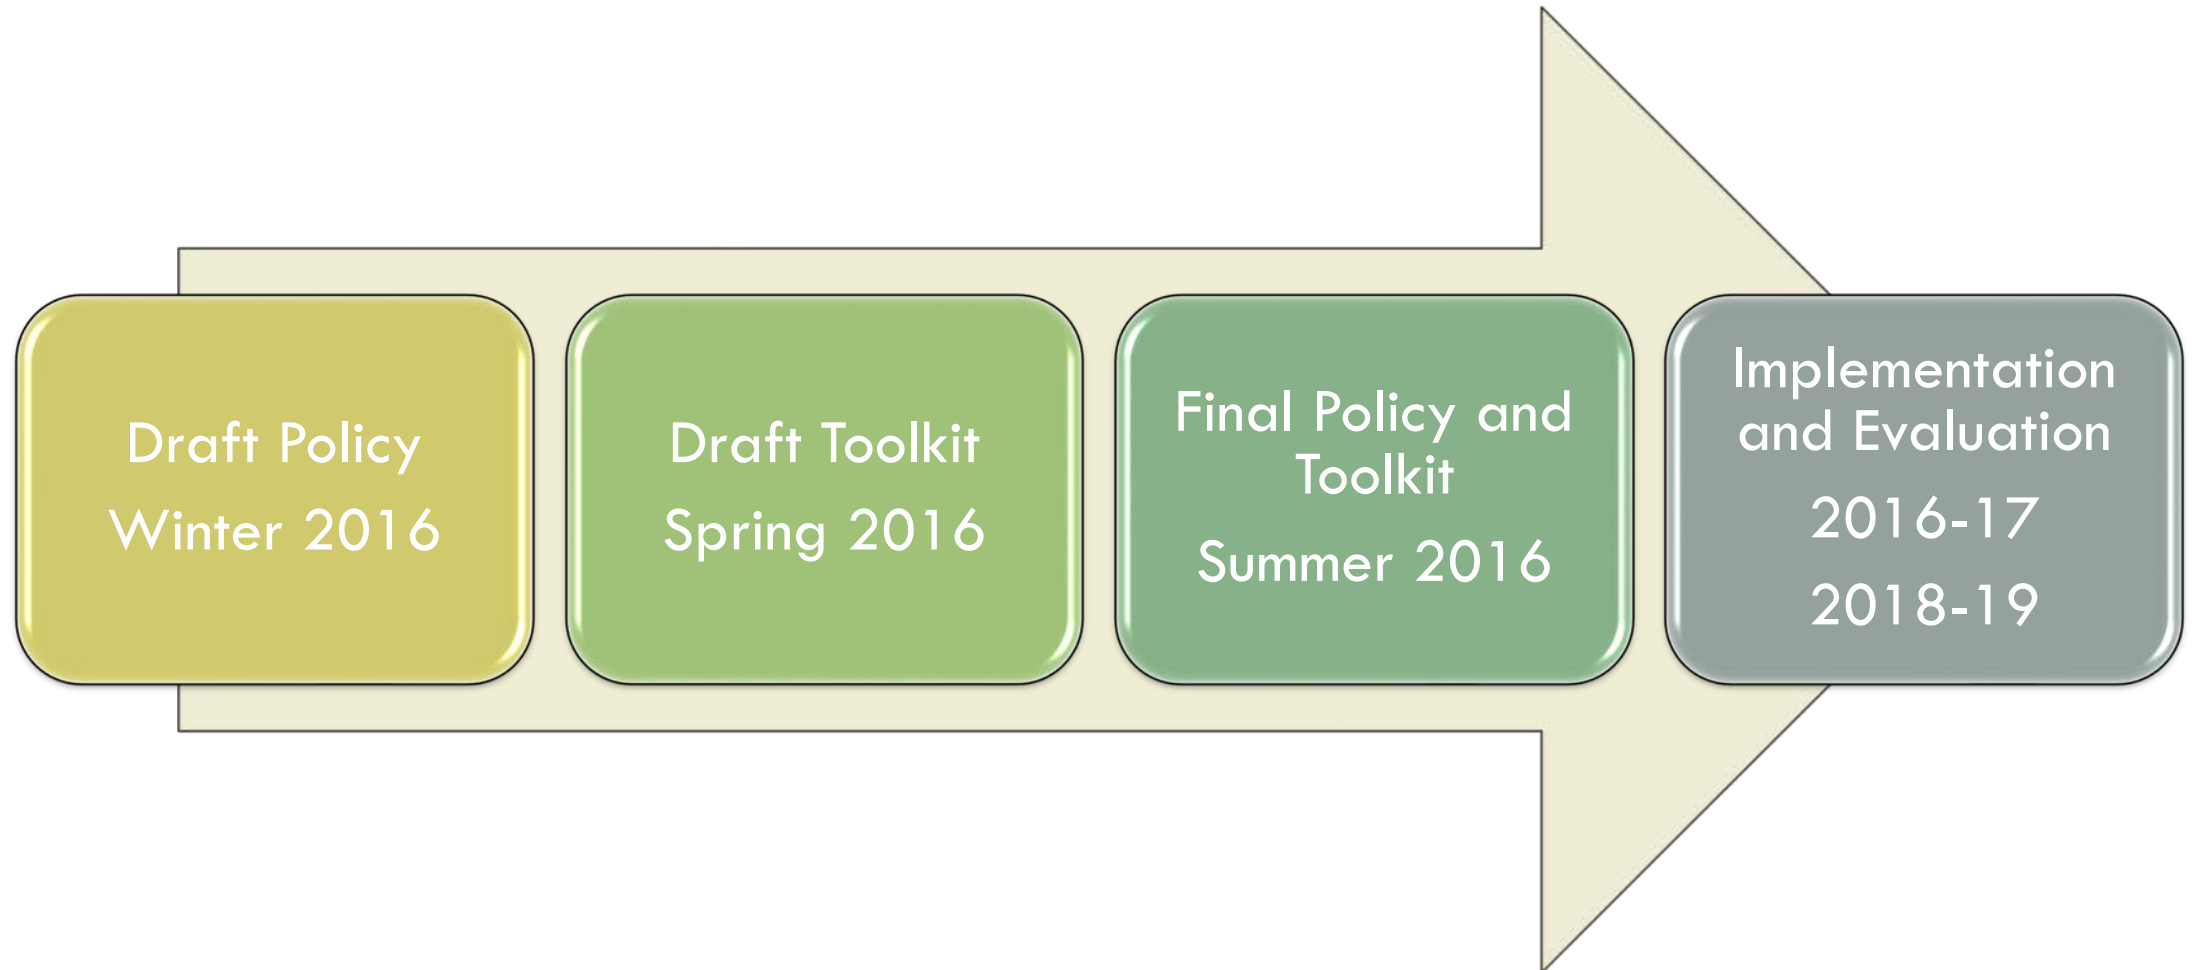 Draft Policy
Winter 2016
Draft Toolkit
Spring 2016
Final Policy and
Toolkit
Summer 2016
Implementation
and Evaluation
2016-17
2018-19